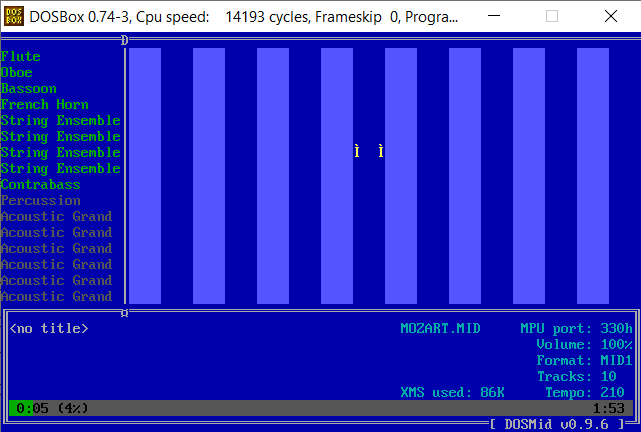 DOSBox 0.74-3, Cpu speed: 14193 cycles, Frameskip 0, Progra...
Flute
Oboe
Bassoon
French Horn
String Ensemble
String Ensemble
String Ensemble
String Ensemble
Contrabass
Percussion
Acoustic Grand
Acoustic Grand
Acoustic Grand
Acoustic Grand
Acoustic Grand
Acoustic Grand
Ì Ì
<no title> MOZART.MID MPU port: 330h
Volume: 100%
Format: MID1
Tracks: 10
XMS used: 86K Tempo: 210
0:05 (4%) 1:53
[ DOSMid v0.9.6 ]